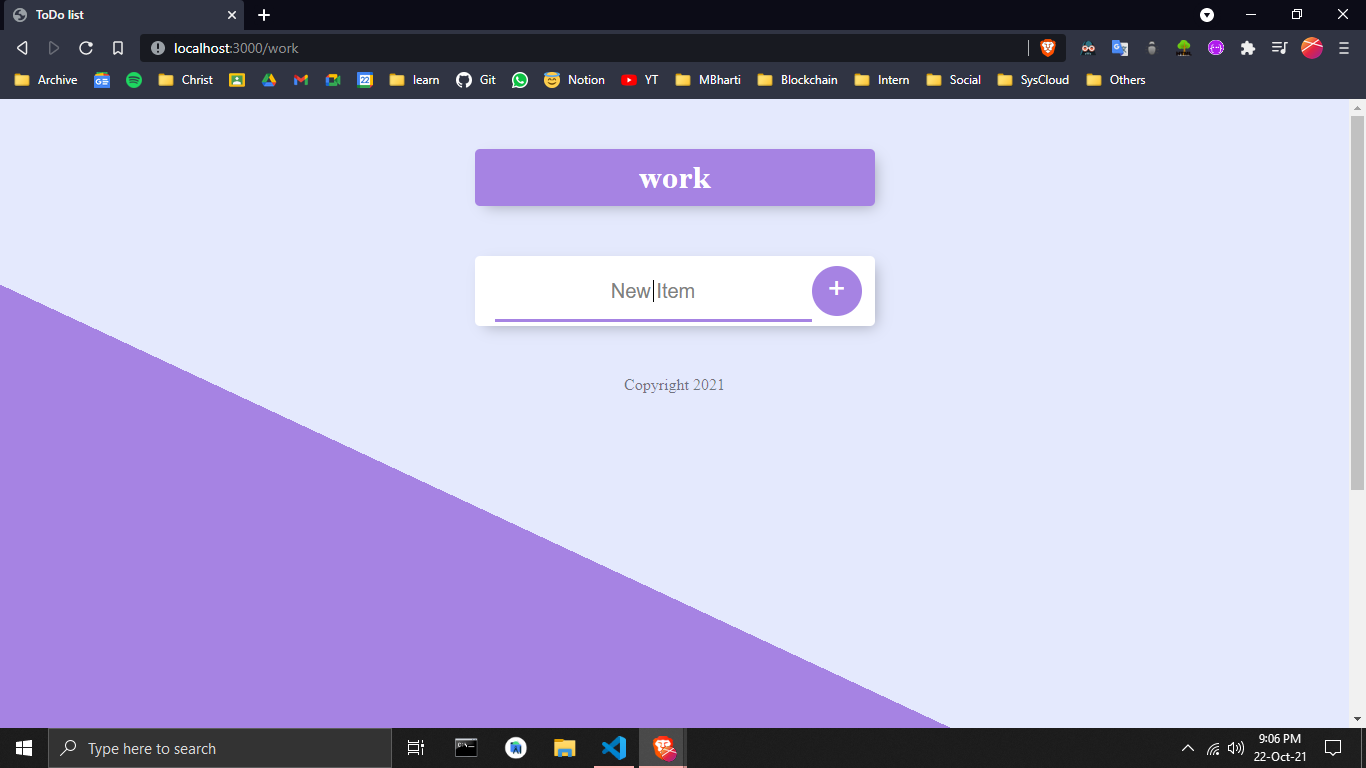 ToDo list
localhost:3000/work
Archive Christ learn Git Notion YT MBharti Blockchain Intern Social SysCloud Others
work
New Item
+
Copyright 2021
Type here to search
9:06 PM
22-Oct-21